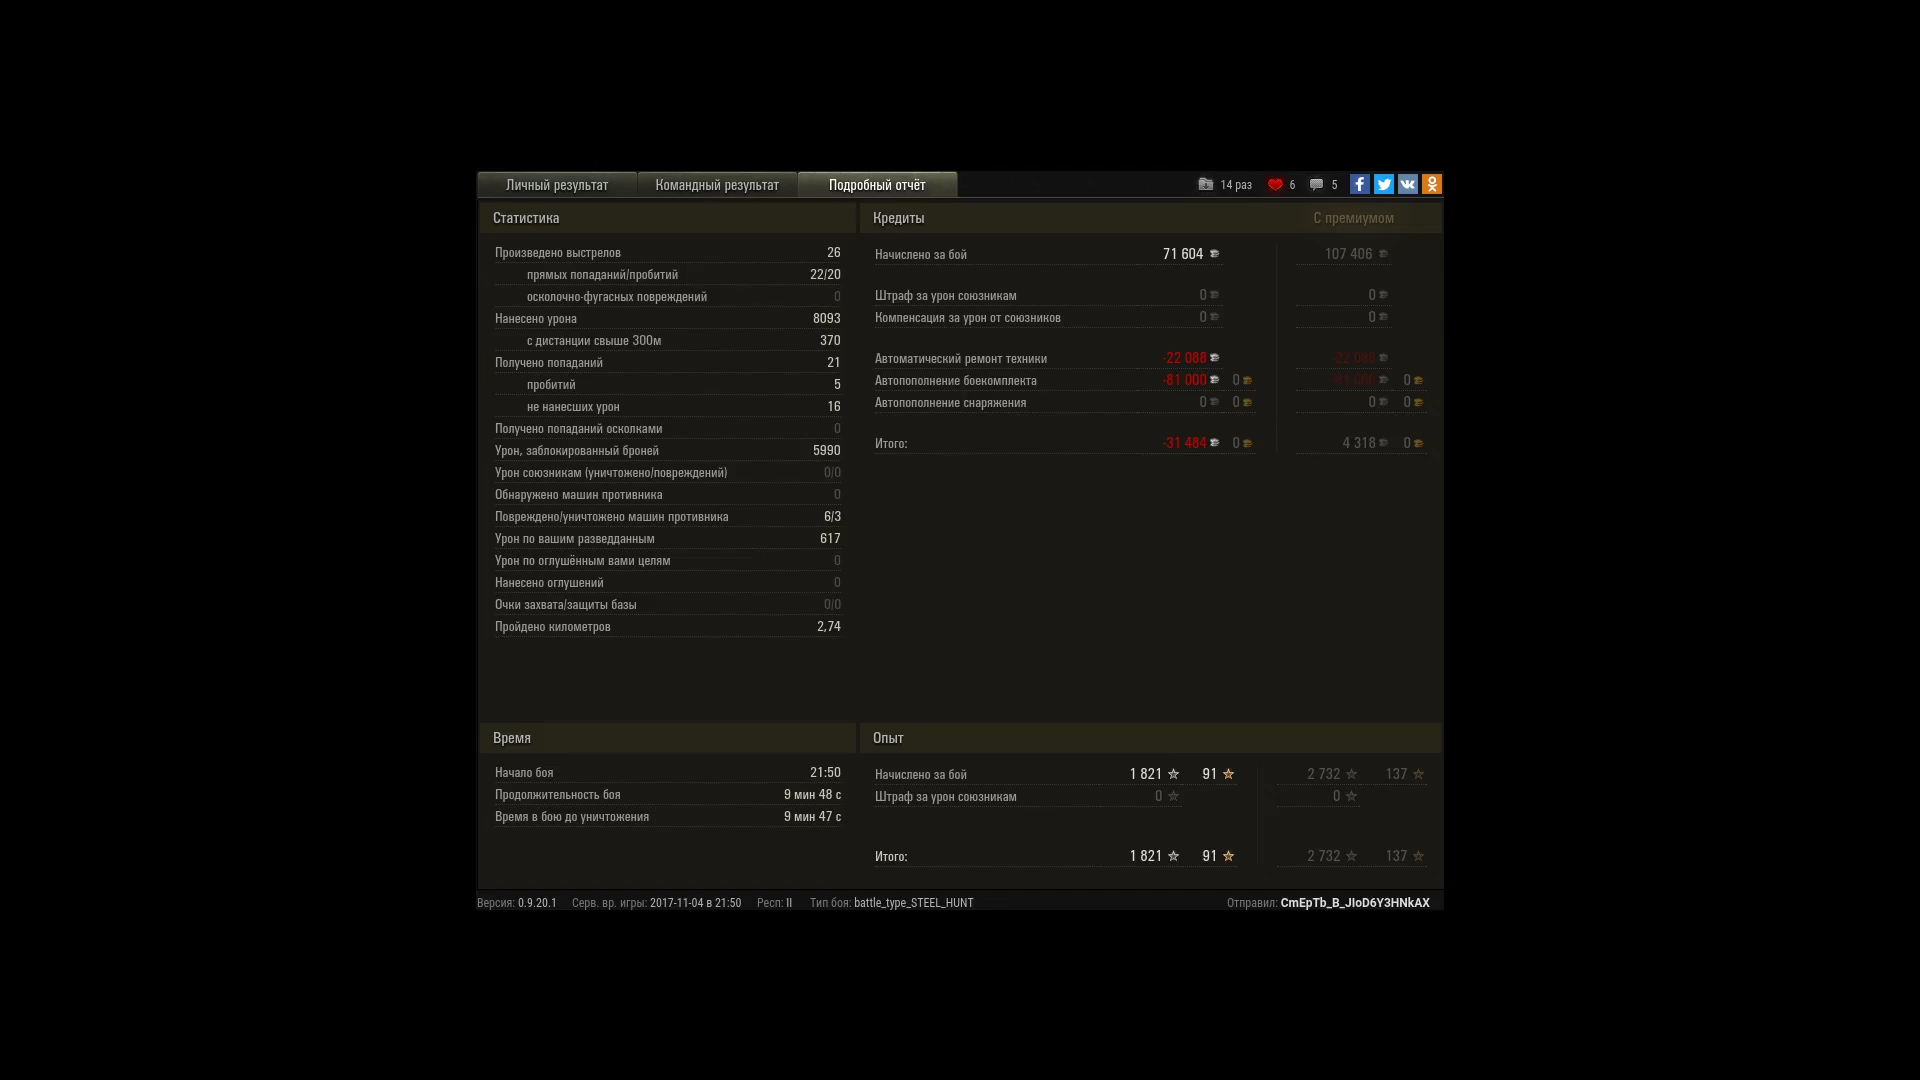 Личный результат Командный результат Подробный отчёт 14 раз 6 5
Статистика
Произведено выстрелов 26
прямых попаданий/пробитий 22/20
осколочно-фугасных повреждений 0
Нанесено урона 8093
с дистанции свыше 300м 370
Получено попаданий 21
пробитий 5
не нанесших урон 16
Получено попаданий осколками 0
Урон, заблокированный броней 5990
Урон союзникам (уничтожено/повреждений) 0/0
Обнаружено машин противника 0
Повреждено/уничтожено машин противника 6/3
Урон по вашим разведданным 617
Урон по оглушённым вами целям 0
Нанесено оглушений 0
Очки захвата/защиты базы 0/0
Пройдено километров 2,74
Кредиты С премиумом
Начислено за бой 71 604 107 406
Штраф за урон союзникам 0 0
Компенсация за урон от союзников 0 0
Автоматический ремонт техники -22 088 -22 088
Автопополнение боекомплекта -81 000 0 -81 000 0
Автопополнение снаряжения 0 0 0 0
Итого: -31 484 0 4 318 0
Время
Начало боя 21:50
Продолжительность боя 9 мин 48 с
Время в бою до уничтожения 9 мин 47 с
Опыт
Начислено за бой 1 821 91 2 732 137
Штраф за урон союзникам 0 0
Итого: 1 821 91 2 732 137
Версия: 0.9.20.1 Серв. вр. игры: 2017-11-04 в 21:50 Респ: II Тип боя: battle_type_STEEL_HUNT Отправил: CmEpTb_B_JIoD6Y3HNkAX